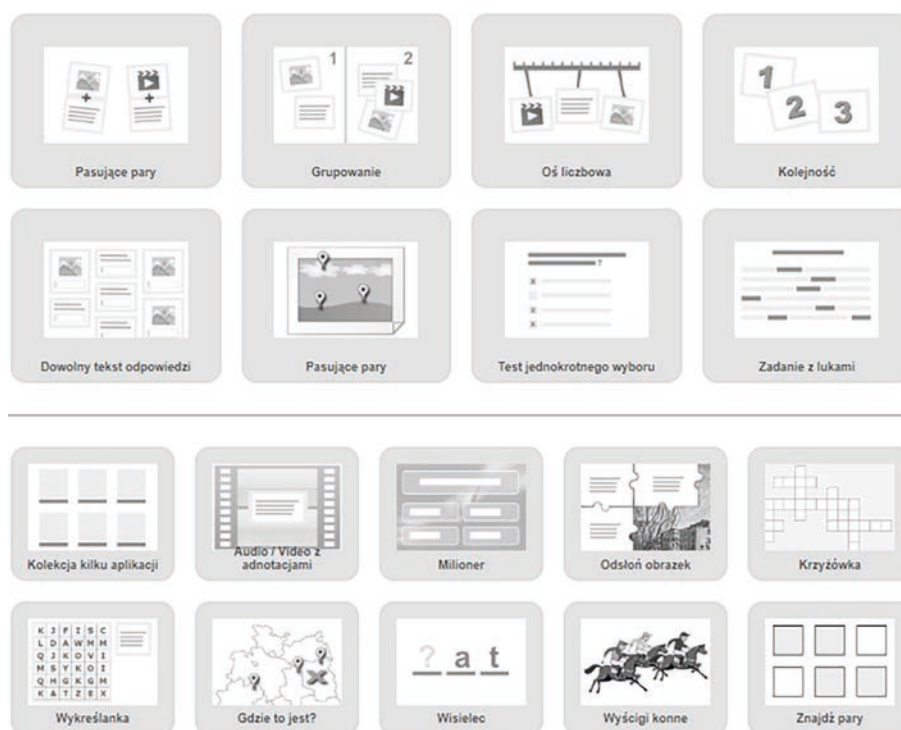 1
2
1
2
3
Pasujące pary
Grupowanie
Oś liczbowa
Kolejność
?
Dowolny tekst odpowiedzi
Pasujące pary
Test jednokrotnego wyboru
Zadanie z lukami
Kolekcja kilku aplikacji
Audio / Video z
adnotacjami
Milioner
Odsłoń obrazek
Krzyżówka
K J F I S C
L D A W M M
Q J K O V I
M S Y K O I
Q H G K G M
K A T Z E X
? a t
Wykreślanka
Gdzie to jest?
Wisielec
Wyścigi konne
Znajdź pary